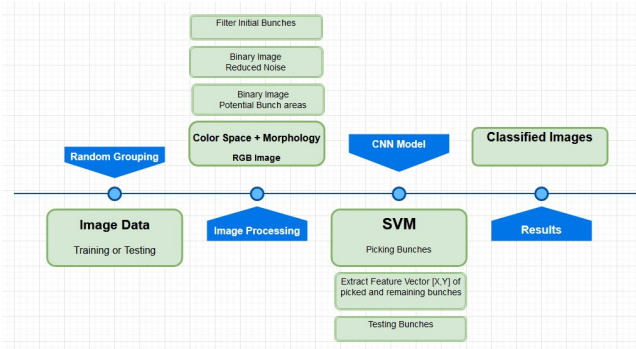 Filter Initial Bunches
Binary Image
Reduced Noise
Binary Image
Potential Bunch areas
Color Space + Morphology
RGB Image
Random Grouping
CNN Model
Classified Images
Image Data
Training or Testing
Image Processing
SVM
Picking Bunches
Results
Extract Feature Vector [X,Y] of
picked and remaining bunches
Testing Bunches